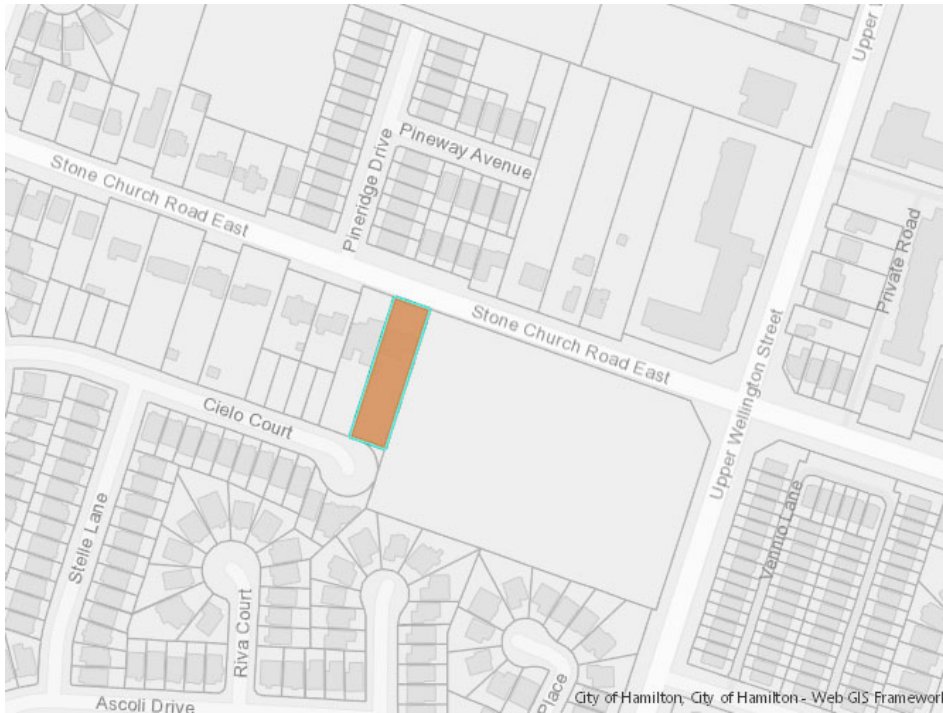 Upper
Pineway Avenue
Pineridge Drive
Stone Church Road East
Private Road
Stone Church Road East
Upper Wellington Street
Cielo Court
Stelle Lane
Vennio Lane
Riva Court
Place
Ascoli Drive
City of Hamilton, City of Hamilton - Web GIS Framework